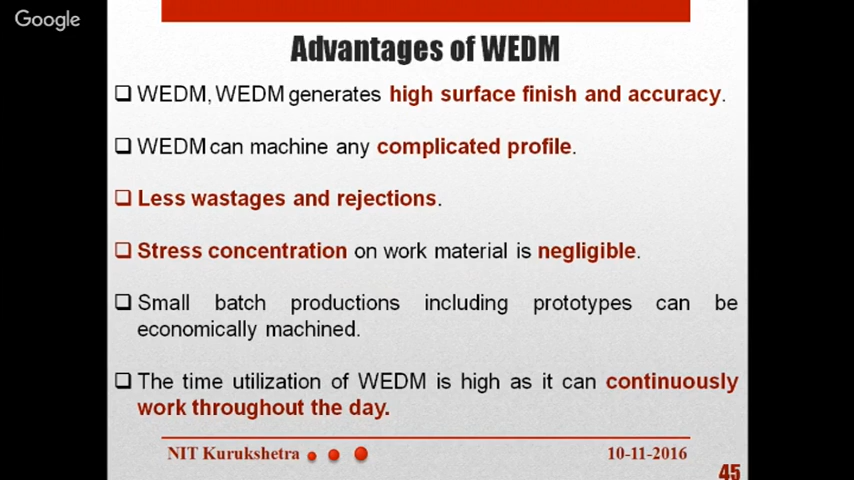 Google
Advantages of WEDM
WEDM, WEDM generates high surface finish and accuracy.
WEDM can machine any complicated profile.
Less wastages and rejections.
Stress concentration on work material is negligible.
Small batch productions including prototypes can be
economically machined.
The time utilization of WEDM is high as it can continuously
work throughout the day.
NIT Kurukshetra 10-11-2016
45